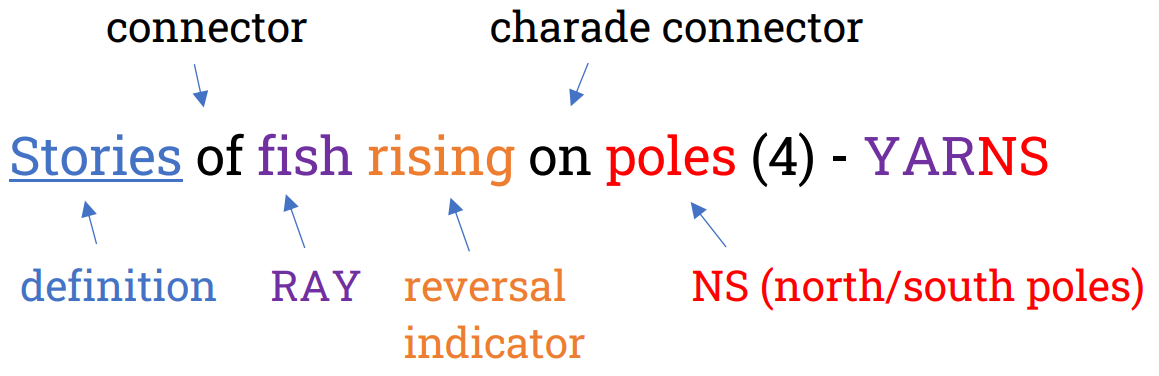 connector charade connector
Stories of fish rising on poles (4) - YARNS
definition RAY reversal NS (north/south poles)
indicator